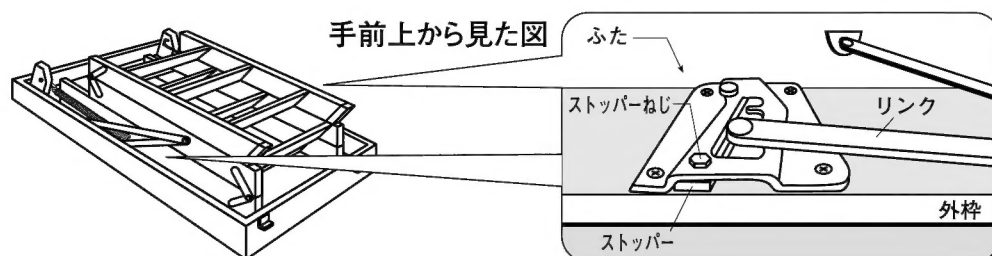 手前上から見た図
ふた
ストッパーねじ
リンク
外枠
ストッパー